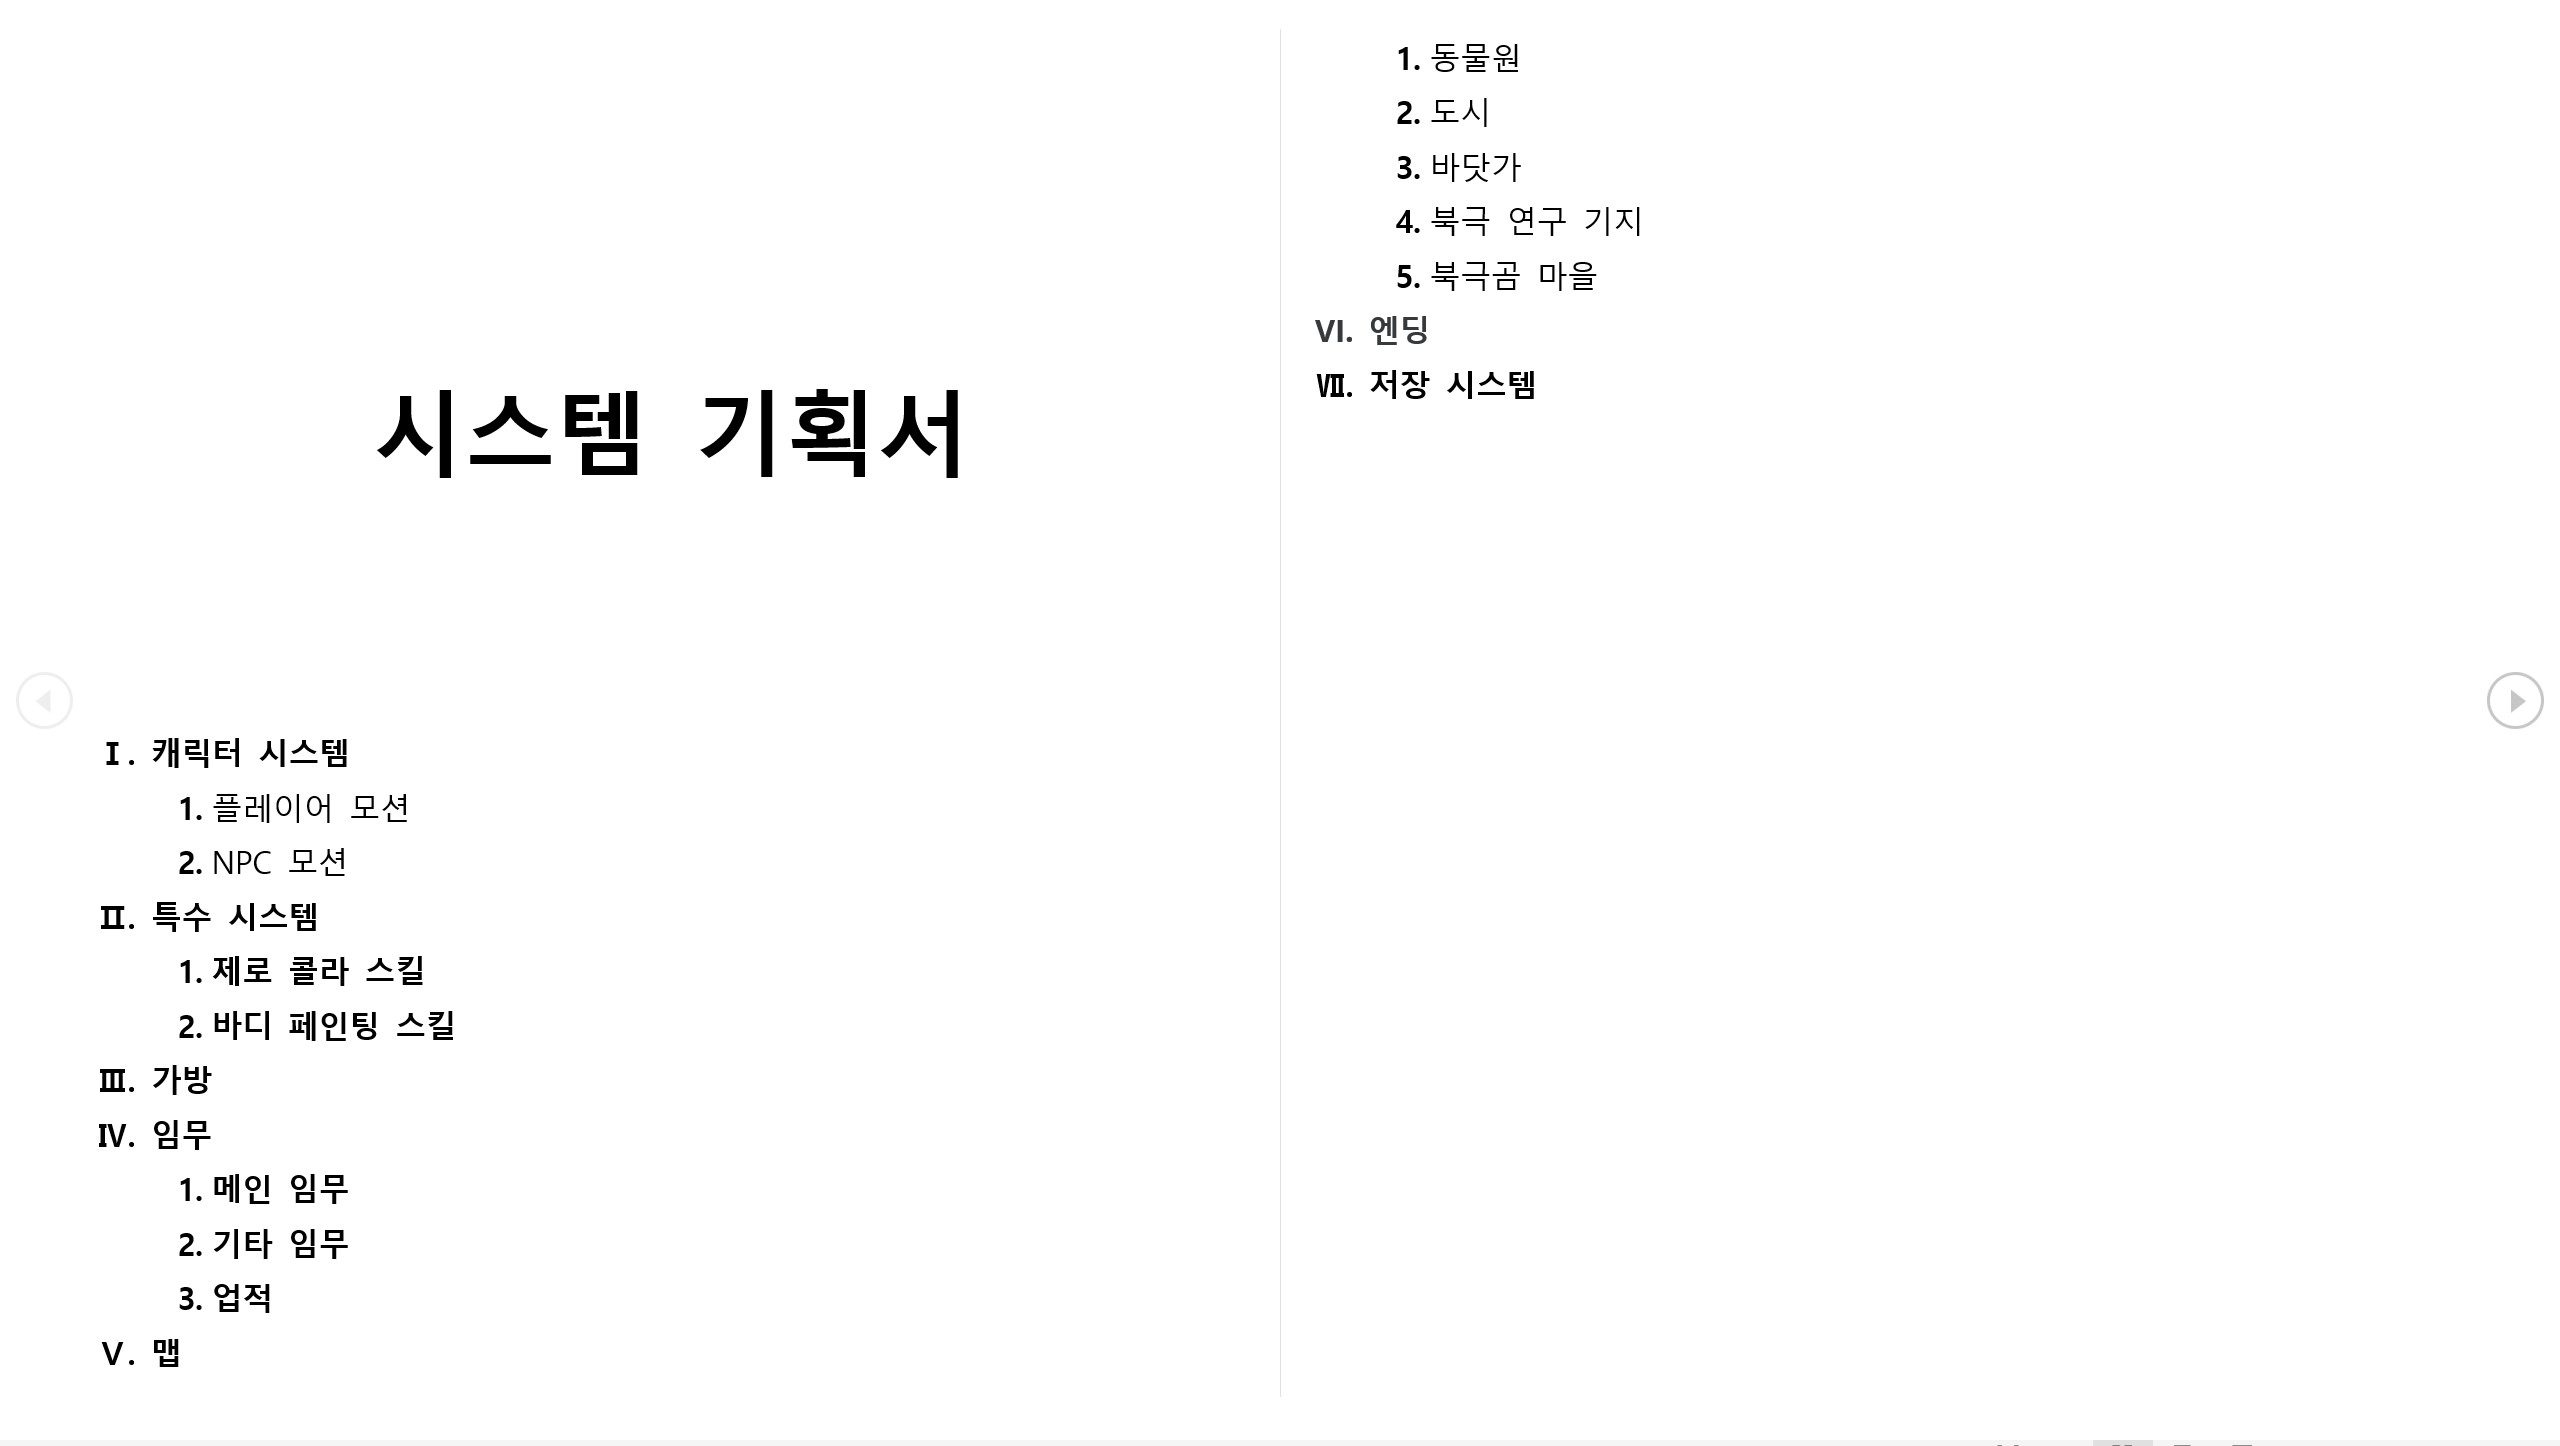 시스템 기획서
Ⅰ. 캐릭터 시스템
1. 플레이어 모션
2. NPC 모션
Ⅱ. 특수 시스템
1. 제로 콜라 스킬
2. 바디 페인팅 스킬
Ⅲ. 가방
Ⅳ. 임무
1. 메인 임무
2. 기타 임무
3. 업적
Ⅴ. 맵
1. 동물원
2. 도시
3. 바닷가
4. 북극 연구 기지
5. 북극곰 마을
VI. 엔딩
Ⅶ. 저장 시스템